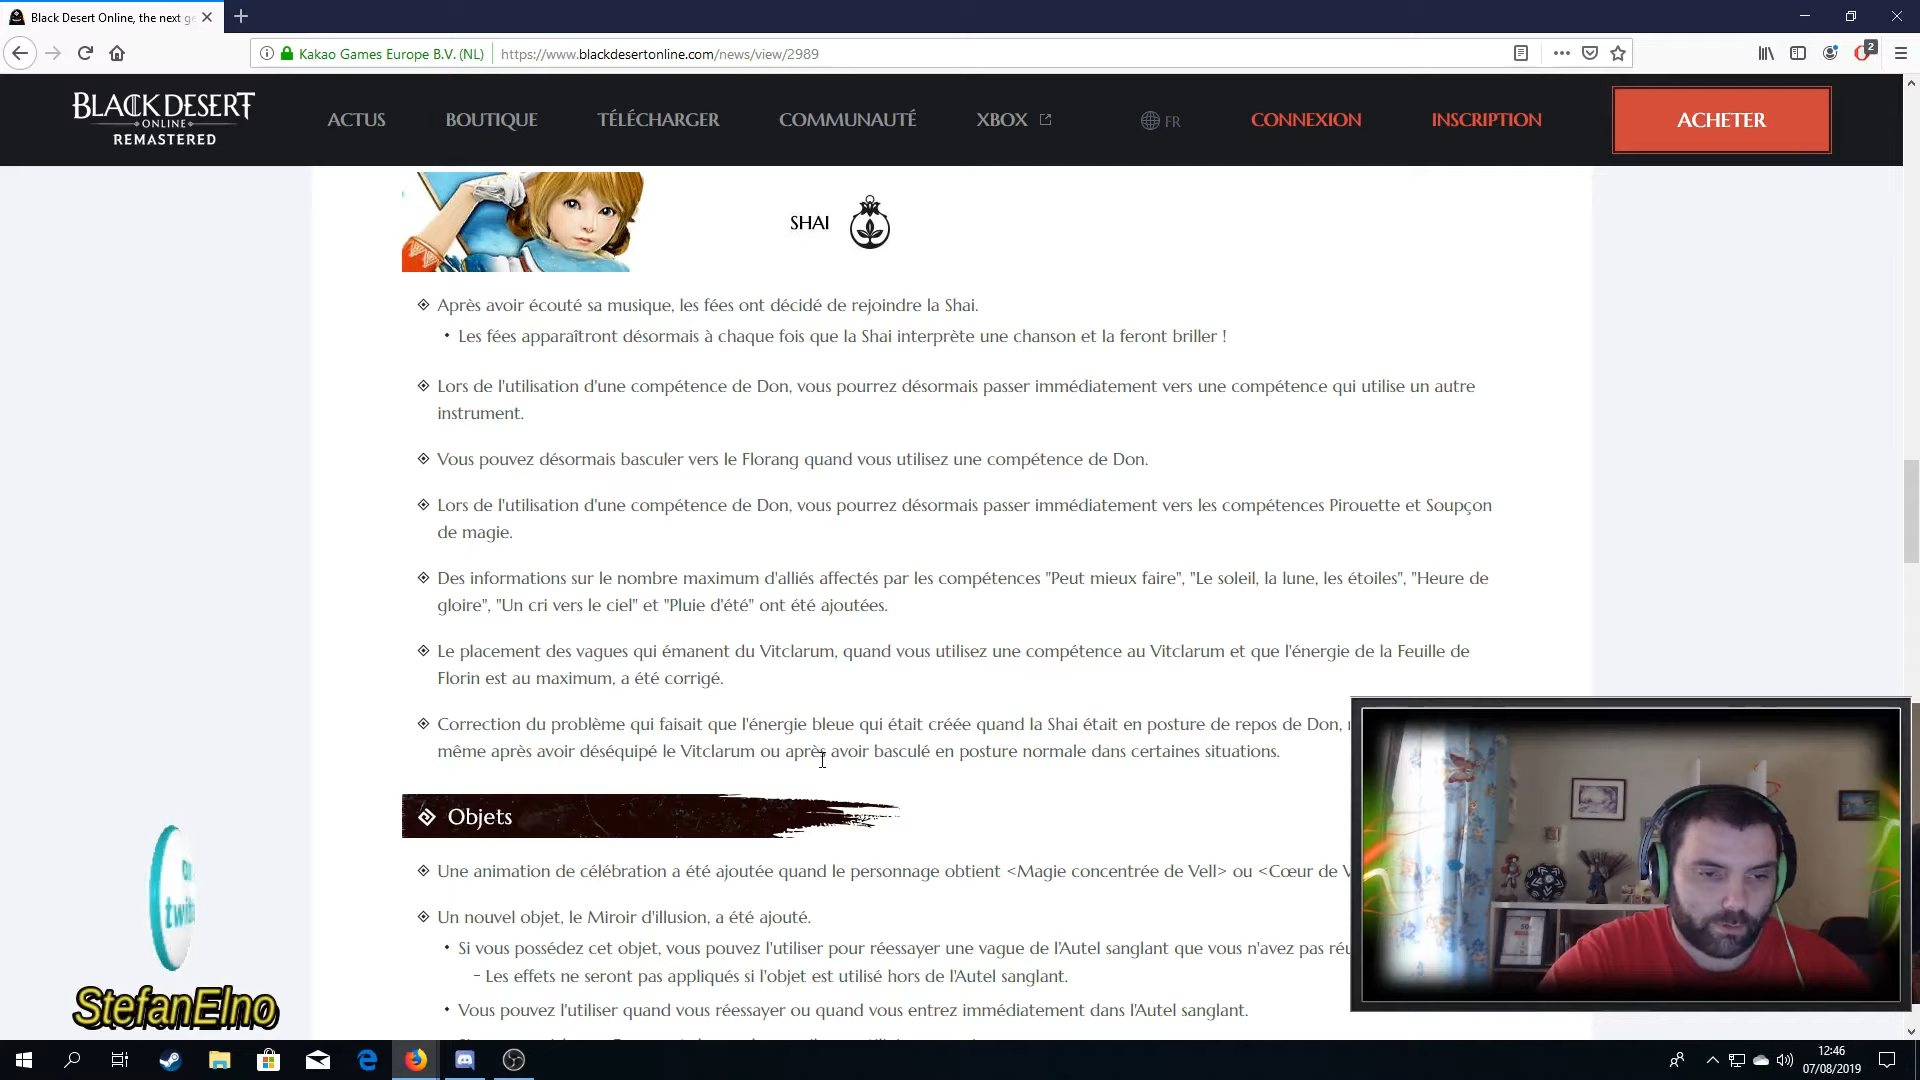 Black Desert Online, the next ge
Kakao Games Europe B.V. (NL)
https://www.blackdesertonline.com/news/view/2989
2
BLACK DESERT
ONLINE
REMASTERED
ACTUS
BOUTIQUE
TÉLÉCHARGER
COMMUNAUTÉ
XBOX
FR
CONNEXION
INSCRIPTION
ACHETER
SHAI
Après avoir écouté sa musique, les fées ont décidé de rejoindre la Shai.
Les fées apparaîtront désormais à chaque fois que la Shai interprète une chanson et la feront briller !
Lors de l'utilisation d'une compétence de Don, vous pourrez désormais passer immédiatement vers une compétence qui utilise un autre
instrument.
Vous pouvez désormais basculer vers le Florang quand vous utilisez une compétence de Don.
Lors de l'utilisation d'une compétence de Don, vous pourrez désormais passer immédiatement vers les compétences Pirouette et Soupçon
de magie.
Des informations sur le nombre maximum d'alliés affectés par les compétences "Peut mieux faire", "Le soleil, la lune, les étoiles", "Heure de
gloire", "Un cri vers le ciel" et "Pluie d'été" ont été ajoutées.
Le placement des vagues qui émanent du Vitclarum, quand vous utilisez une compétence au Vitclarum et que l'énergie de la Feuille de
Florin est au maximum, a été corrigé.
Correction du problème qui faisait que l'énergie bleue qui était créée quand la Shai était en posture de repos de Don,
même après avoir déséquipé le Vitclarum ou après avoir basculé en posture normale dans certaines situations.
Objets
Une animation de célébration a été ajoutée quand le personnage obtient <Magie concentrée de Vell> ou <Cœur de V
Un nouvel objet, le Miroir d'illusion, a été ajouté.
Si vous possédez cet objet, vous pouvez l'utiliser pour réessayer une vague de l'Autel sanglant que vous n'avez pas réu
- Les effets ne seront pas appliqués si l'objet est utilisé hors de l'Autel sanglant.
Vous pouvez l'utiliser quand vous réessayer ou quand vous entrez immédiatement dans l'Autel sanglant.
StefanElno
12:46
07/08/2019